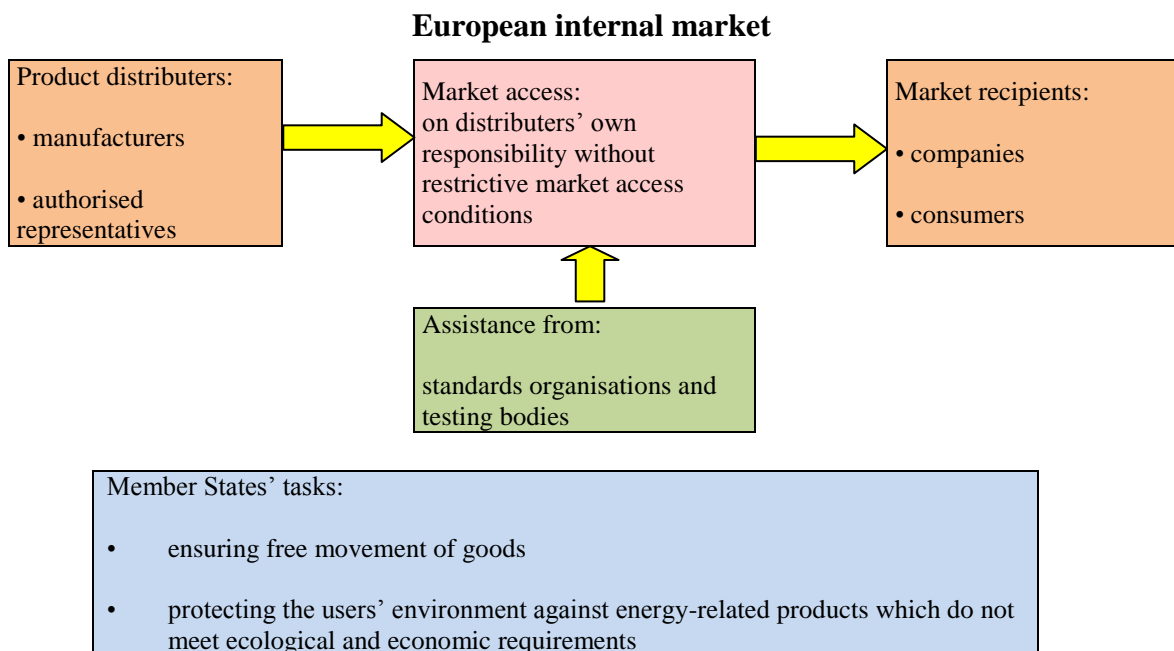 European internal market
Product distributers:
• manufacturers
• authorised
representatives
Market access:
on distributers’ own
responsibility without
restrictive market access
conditions
Market recipients:
• companies
• consumers
Assistance from:
standards organisations and
testing bodies
Member States’ tasks:
• ensuring free movement of goods
• protecting the users’ environment against energy-related products which do not
meet ecological and economic requirements